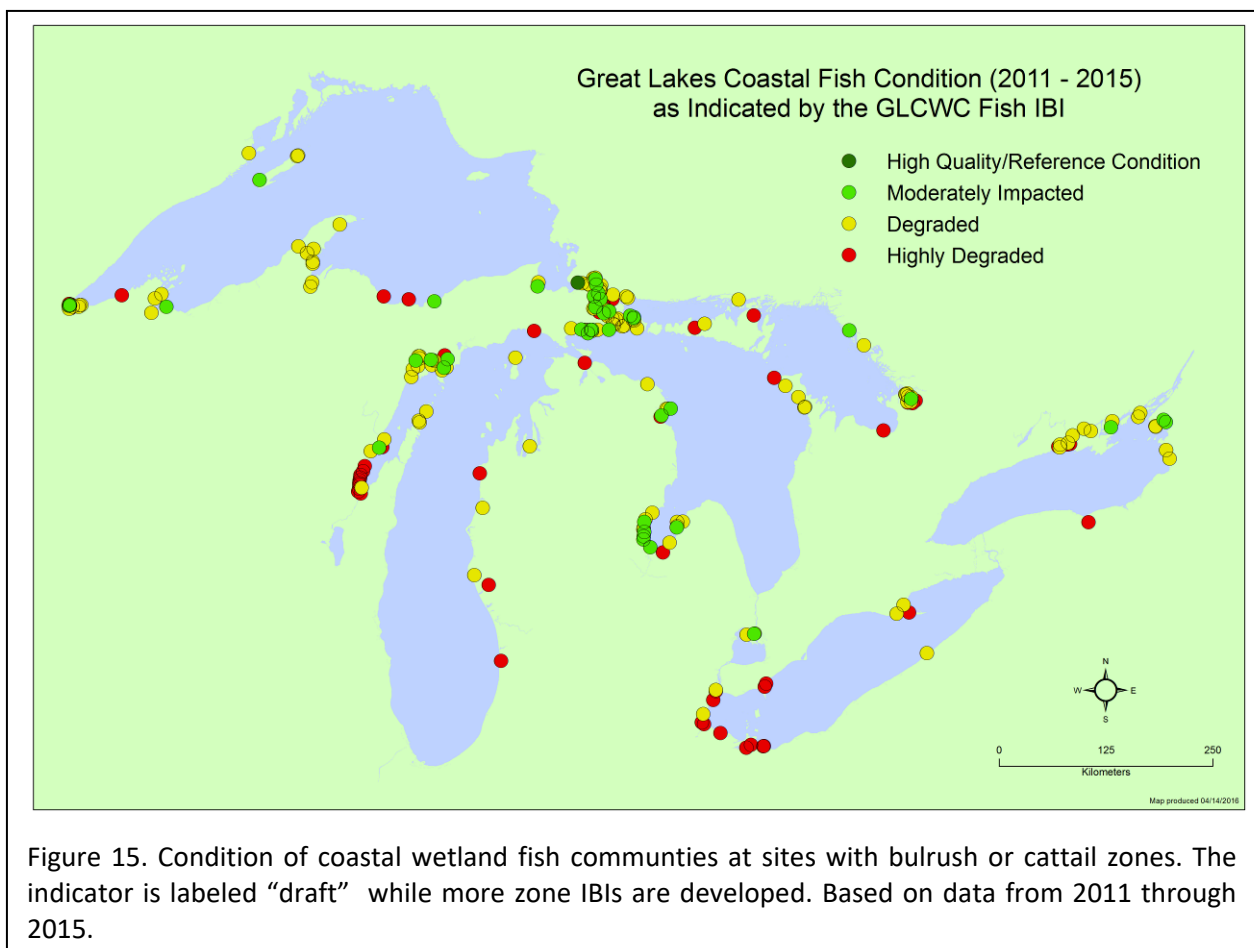 Great Lakes Coastal Fish Condition (2011 - 2015)
as Indicated by the GLCWC Fish IBI
High Quality/Reference Condition
Moderately Impacted
Degraded
Highly Degraded
N
W E
S
0 125 250
Kilometers
Map produced 04/14/2016
Figure 15. Condition of coastal wetland fish communties at sites with bulrush or cattail zones. The
indicator is labeled “draft” while more zone IBIs are developed. Based on data from 2011 through
2015.